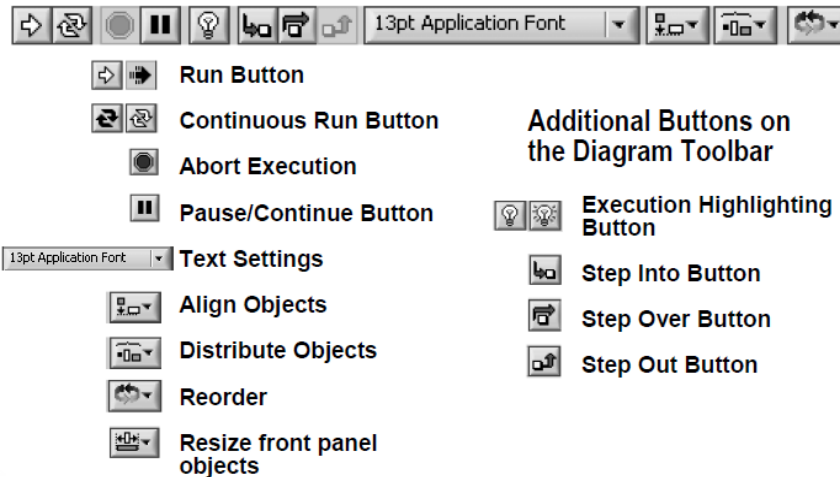 13pt Application Font
Run Button
Continuous Run Button
Abort Execution
Pause/Continue Button
13pt Application Font
Text Settings
Align Objects
Distribute Objects
Reorder
Resize front panel
objects
Additional Buttons on
the Diagram Toolbar
Execution Highlighting
Button
Step Into Button
Step Over Button
Step Out Button